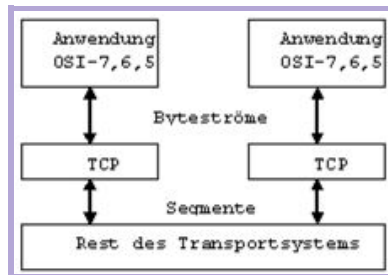 Anwendung Anwendung
OSI-7,6,5 OSI-7,6,5
Byteströme
TCP TCP
Segmente
Rest des Transportsystems